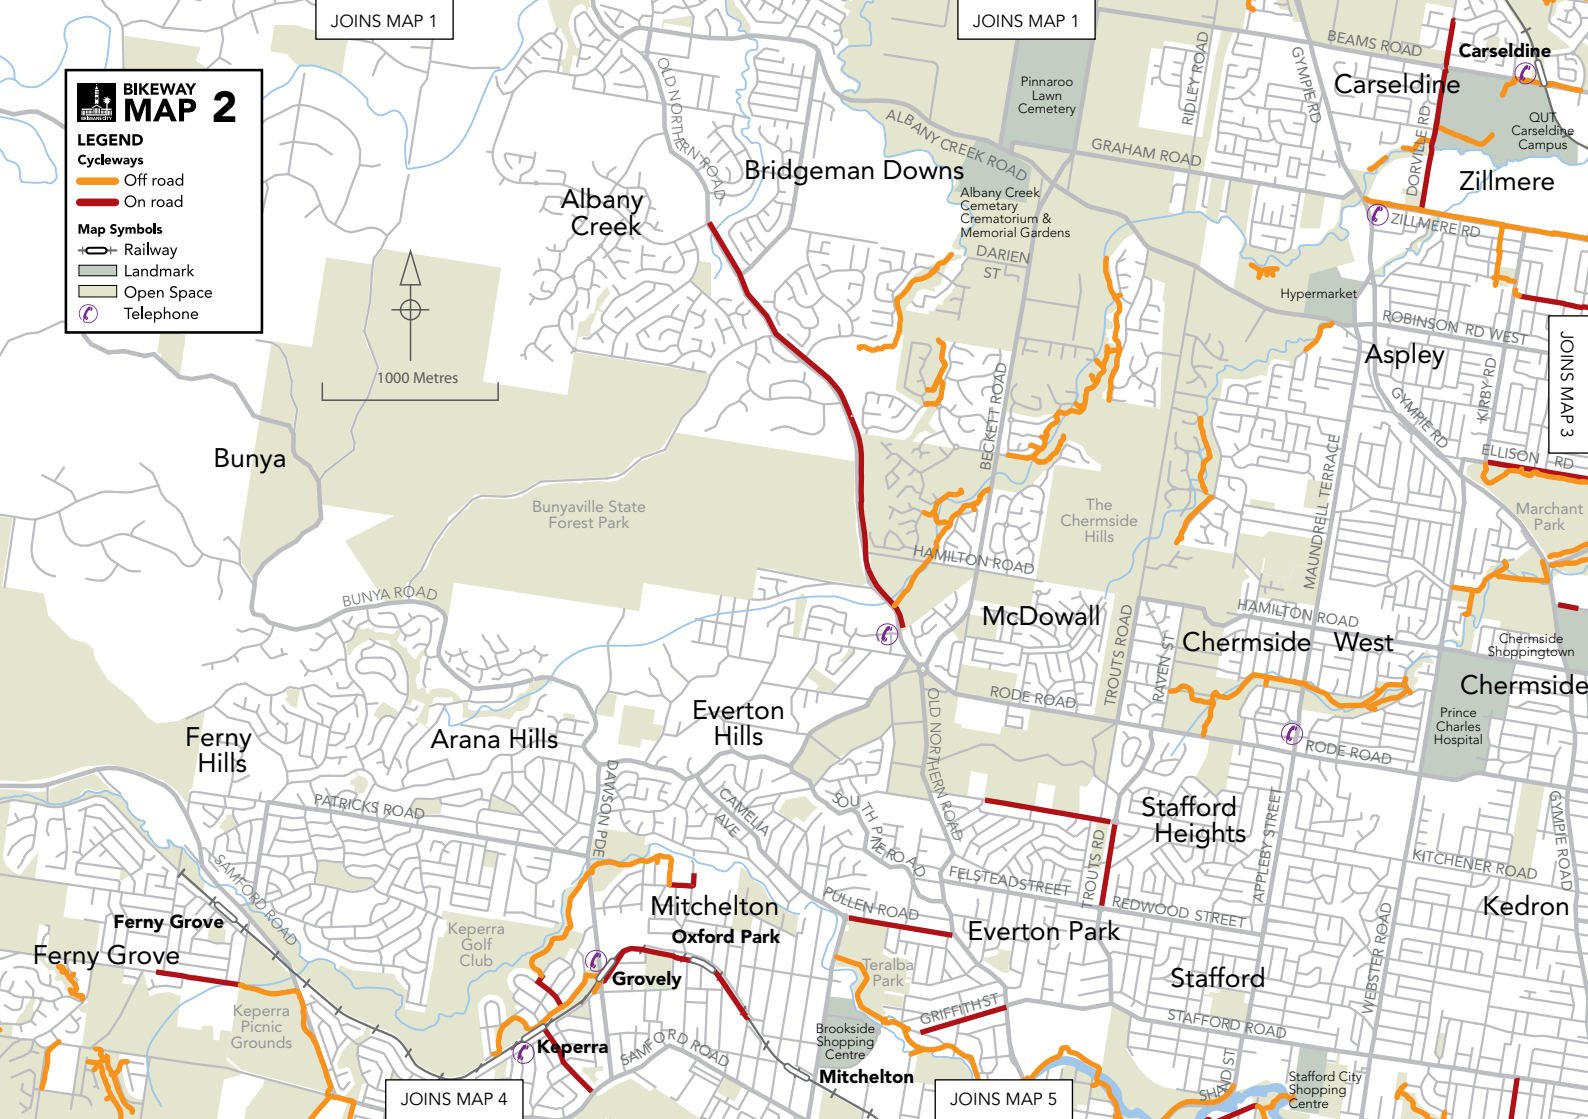 JOINS MAP 1
JOINS MAP 1
BIKEWAY
MAP 2
BRISBANE CITY
LEGEND
Cycleways
Off road
On road
Map Symbols
Railway
Landmark
Open Space
Telephone
1000 Metres
OLD NORTHERN ROAD
Albany
Creek
Bridgeman Downs
ALBANY CREEK ROAD
Pinnaroo
Lawn
Cemetery
RIDLEY ROAD
GYMPIE RD
BEAMS ROAD
Carseldine
Carseldine
QUT
Carseldine
Campus
GRAHAM ROAD
DORVILLE RD
Zillmere
ZILLMERE RD
Albany Creek
Cemetary
Crematorium &
Memorial Gardens
DARIEN
ST
Hypermarket
ROBINSON RD WEST
Aspley
JOINS MAP 3
KIRBY RD
GYMPIE RD
ELLISON RD
Marchant
Park
BECKETT ROAD
MAUNDRELL TERRACE
Bunya
Bunyaville State
Forest Park
The
Chermside
Hills
HAMILTON ROAD
BUNYA ROAD
McDowall
TROUTS ROAD
RAVEN ST
HAMILTON ROAD
Chermside West
Chermside
Shoppingtown
Chermside
Prince
Charles
Hospital
RODE ROAD
RODE ROAD
OLD NORTHERN ROAD
Everton
Hills
Arana Hills
Ferny
Hills
DAWSON PDE
PATRICKS ROAD
CAMELIA
AVE
SOUTH PINE ROAD
Stafford
Heights
APPLEBY STREET
GYMPIE ROAD
KITCHENER ROAD
TROUTS RD
FELSTEAD STREET
REDWOOD STREET
PULLEN ROAD
SAMFORD ROAD
Mitchelton
Oxford Park
Everton Park
Kedron
Ferny Grove
Ferny Grove
Keperra
Golf
Club
Grovely
Teralba
Park
Stafford
WEBSTER ROAD
GRIFFITH ST
STAFFORD ROAD
Keperra
Picnic
Grounds
Keperra
SAMFORD ROAD
Brookside
Shopping
Centre
Mitchelton
SHAND ST
Stafford City
Shopping
Centre
JOINS MAP 4
JOINS MAP 5